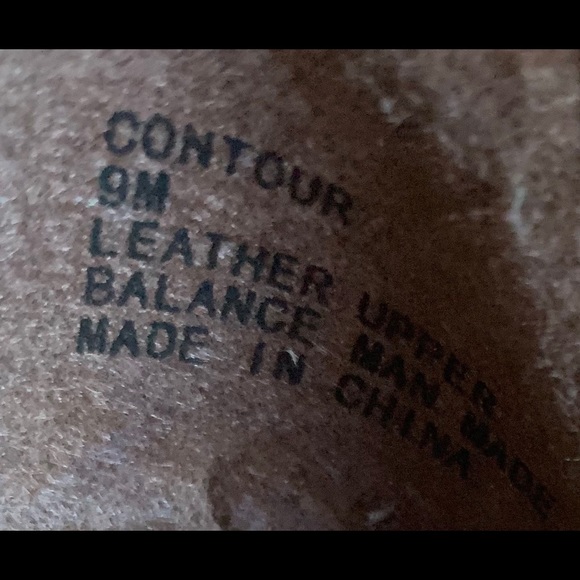 CONTOUR
9M
LEATHER UPPER
BALANCE MAN MADE
MADE IN CHINA